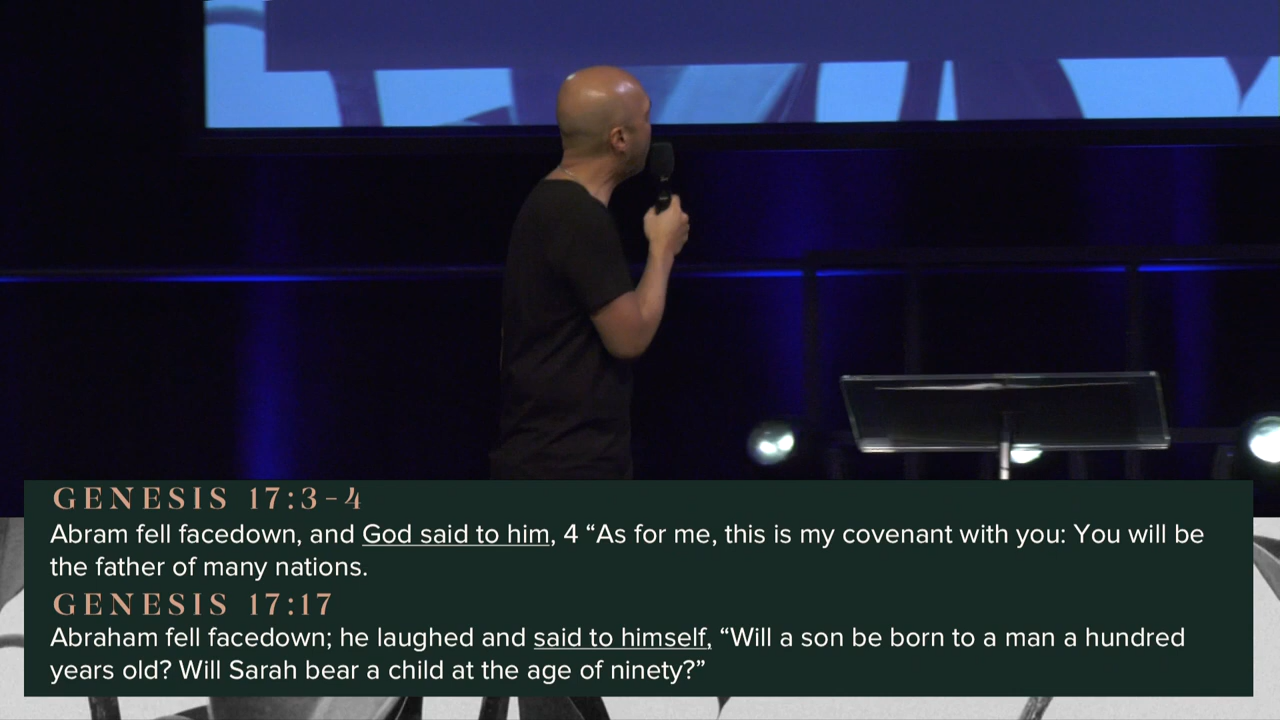 GENESIS 17:3-4
Abram fell facedown, and God said to him, 4 “As for me, this is my covenant with you: You will be
the father of many nations.
GENESIS 17:17
Abraham fell facedown; he laughed and said to himself, “Will a son be born to a man a hundred
years old? Will Sarah bear a child at the age of ninety?”